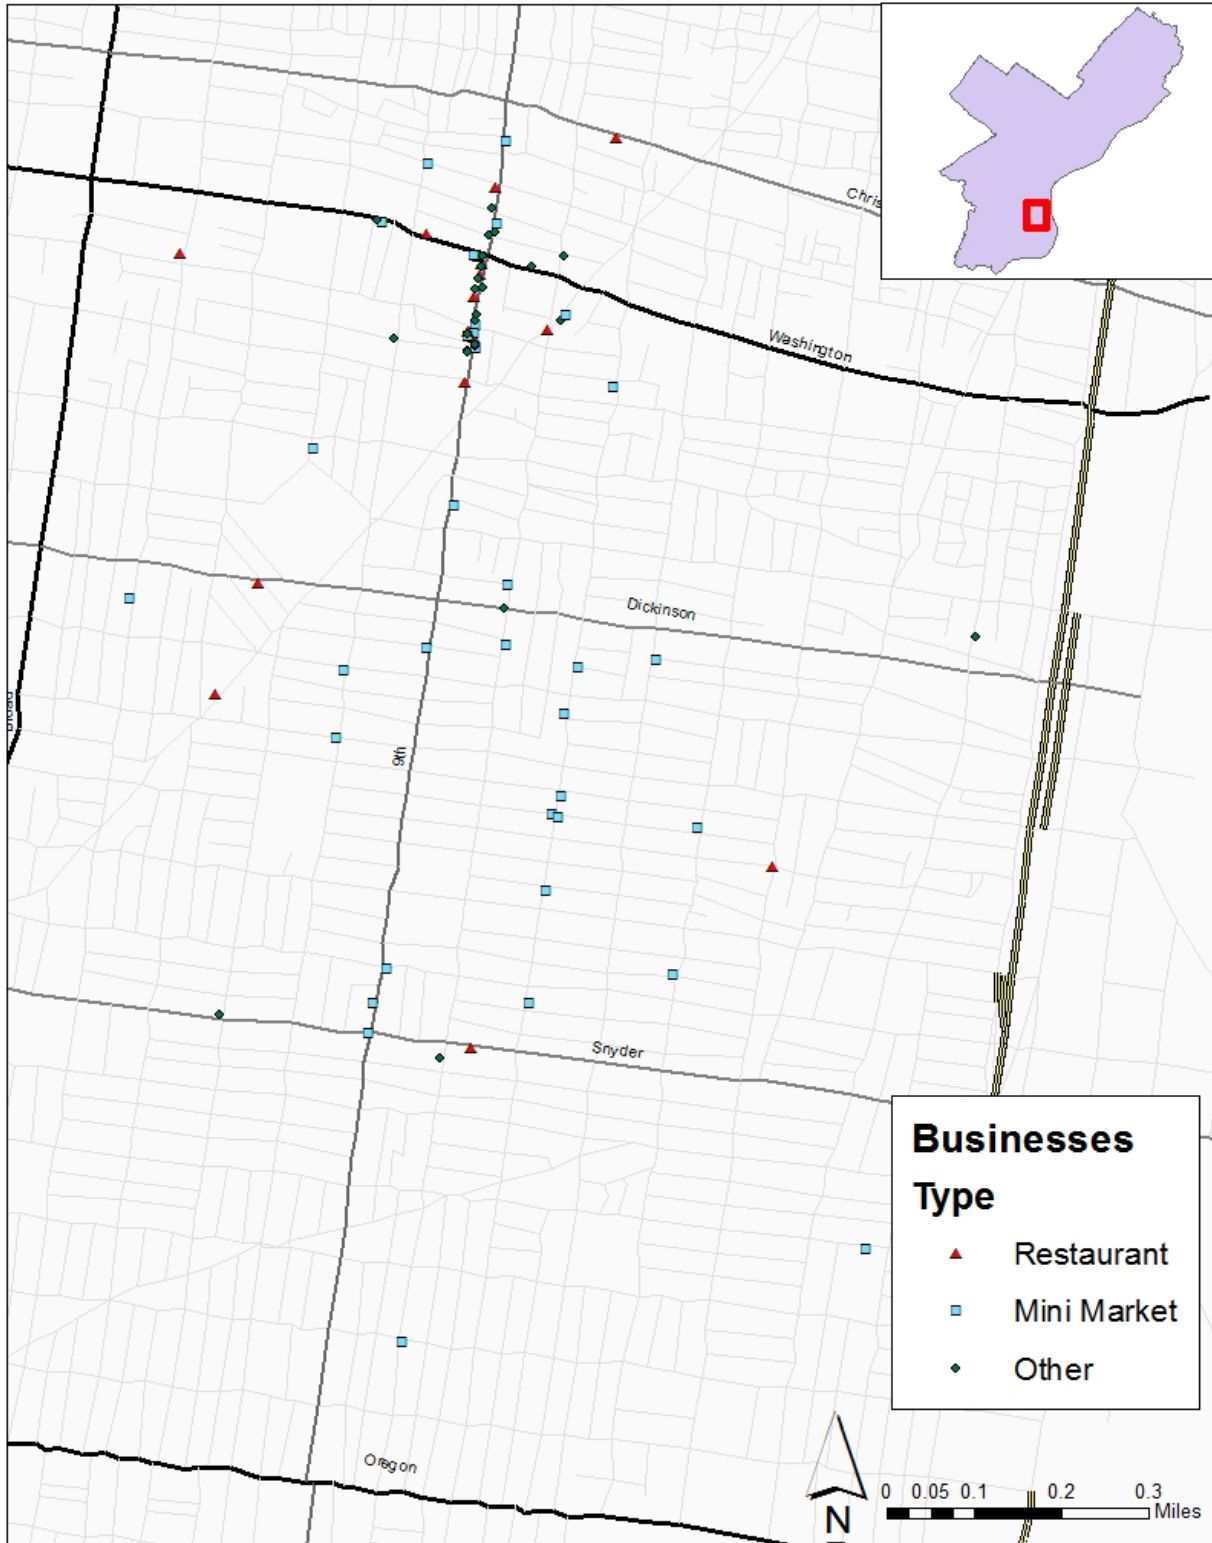 Chris
Washington
Dickinson
9th
Snyder
Oregon
Businesses
Type
Restaurant
Mini Market
Other
N
0 0.05 0.1 0.2 0.3
Miles